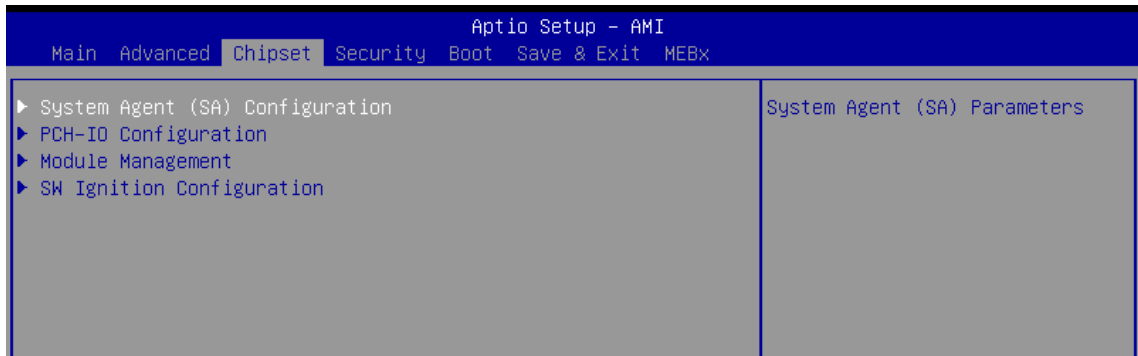 Aptio Setup – AMI
Main Advanced Chipset Security Boot Save & Exit MEBx
System Agent (SA) Configuration
System Agent (SA) Parameters
PCH-IO Configuration
Module Management
SW Ignition Configuration